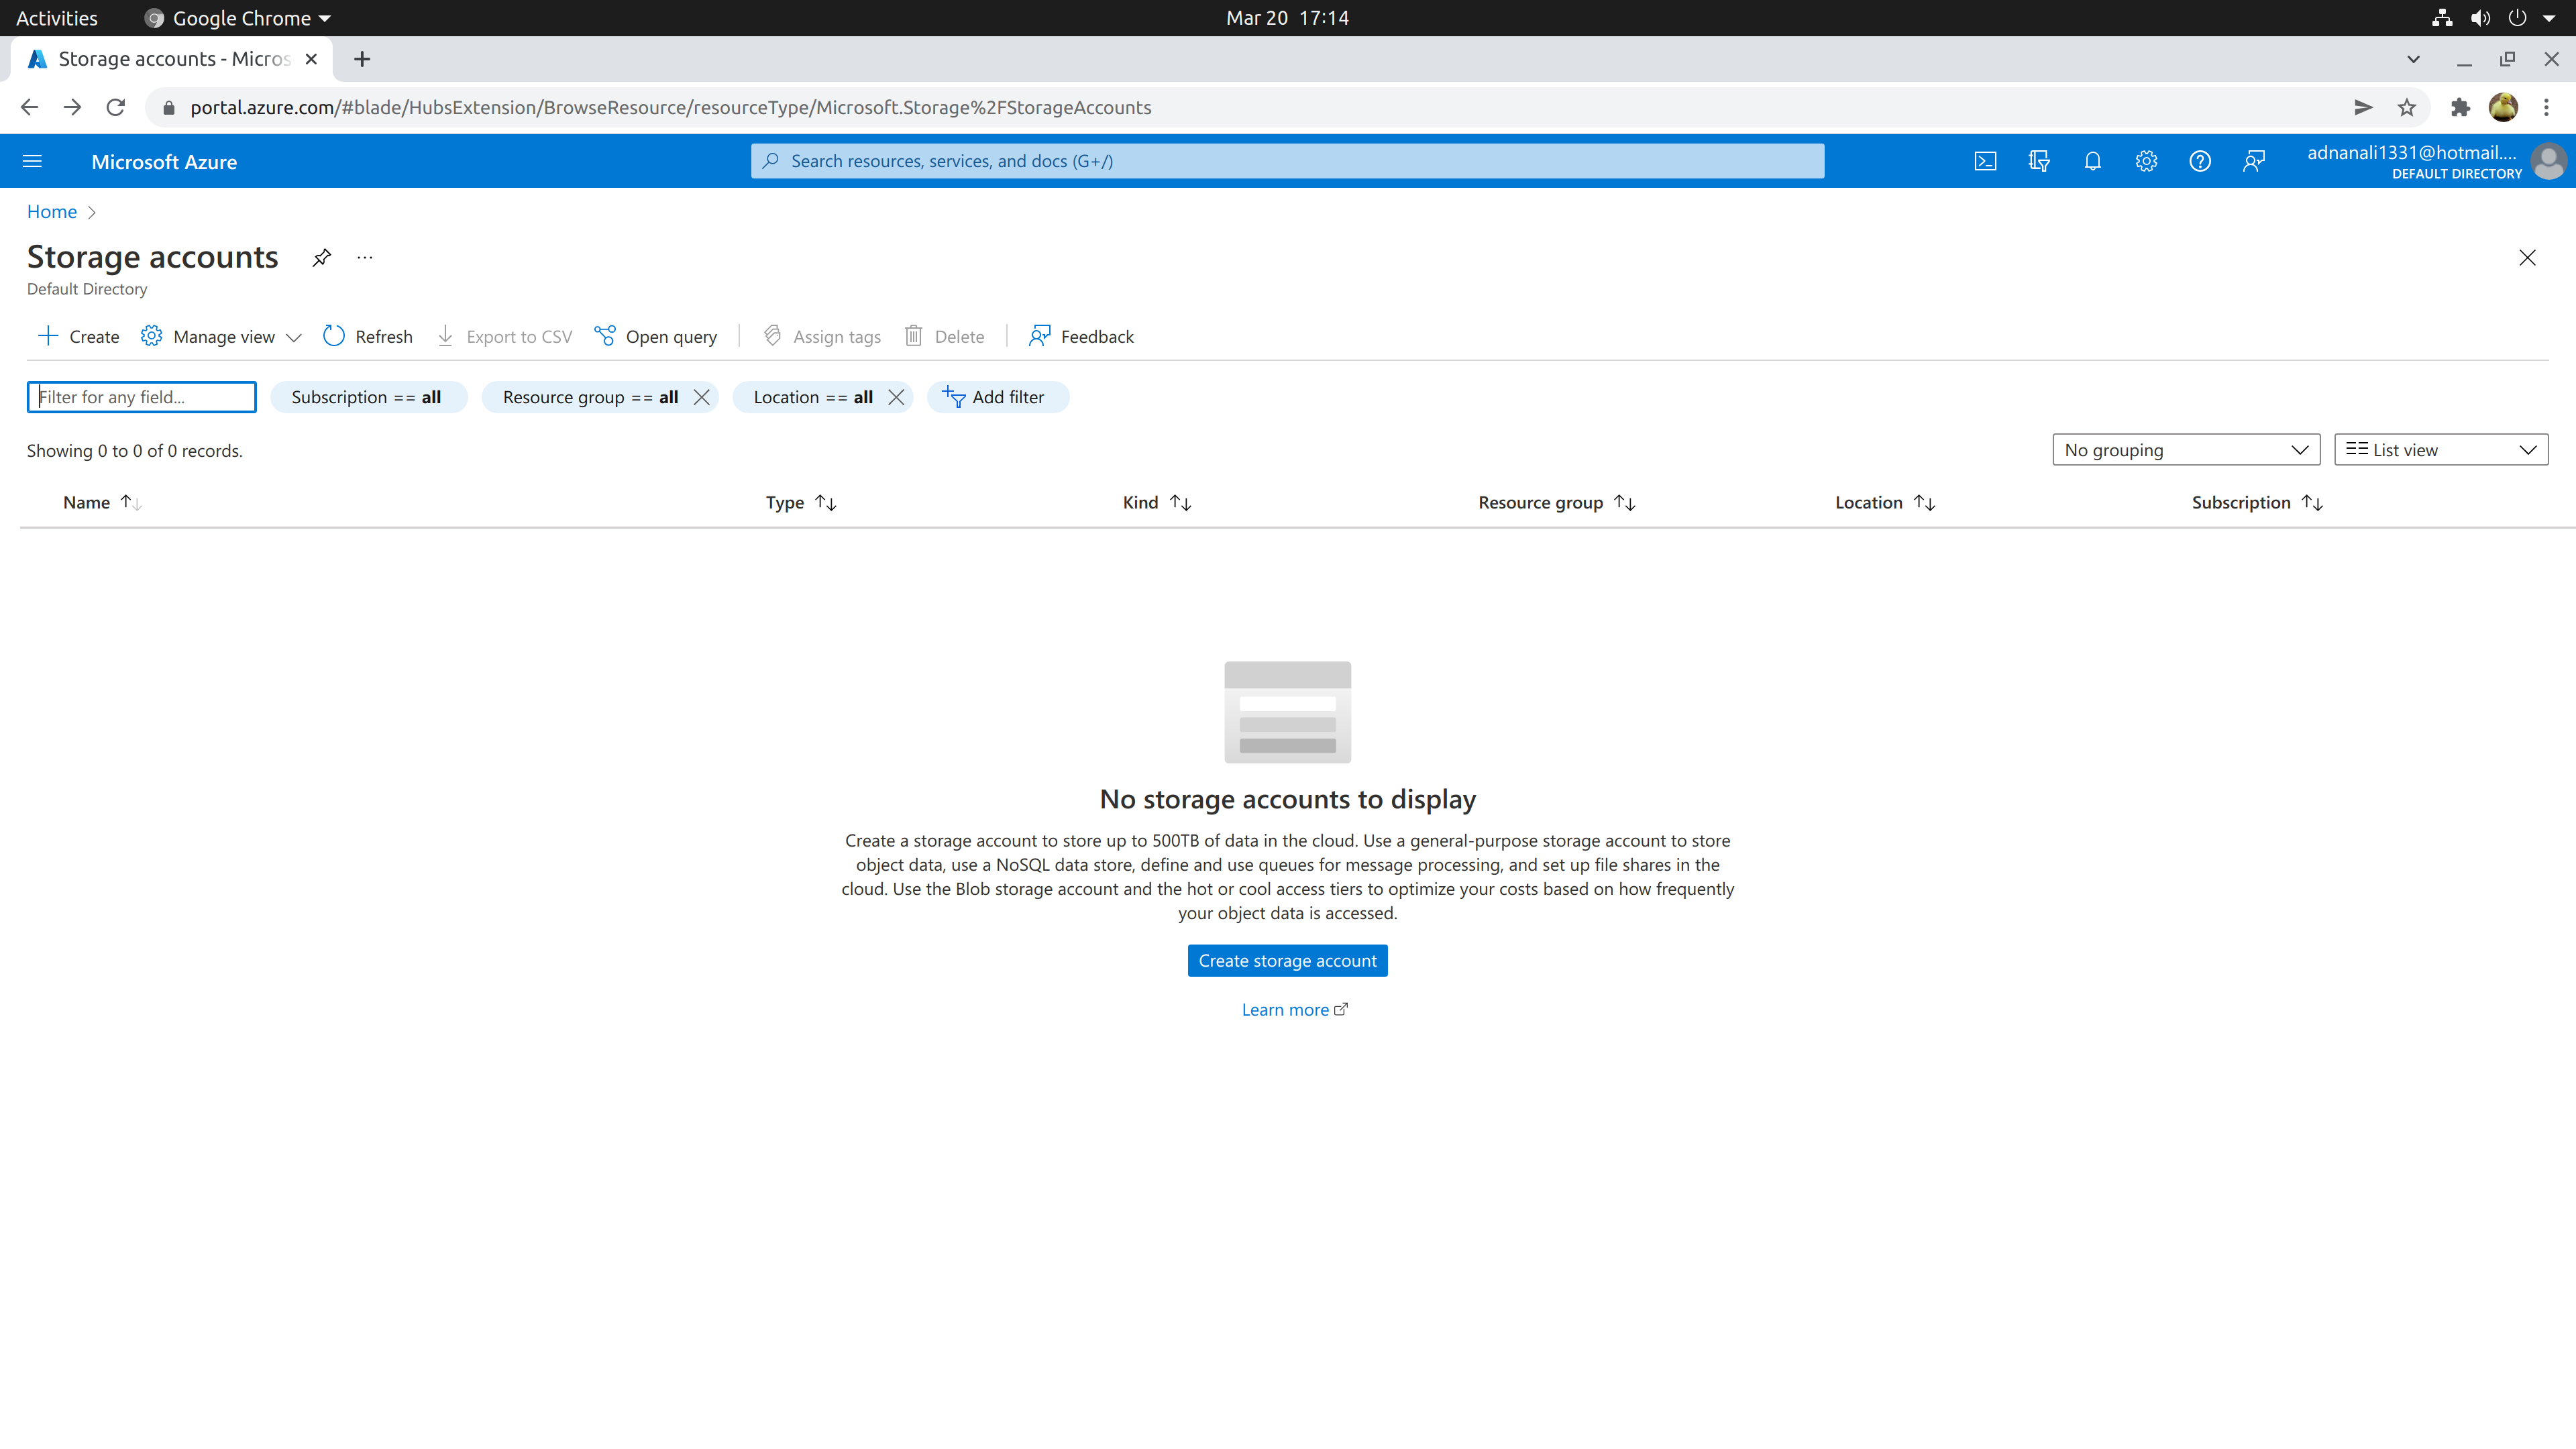 Activities Google Chrome Mar 20 17:14
Storage accounts - Micros
portal.azure.com/#blade/HubsExtension/BrowseResource/resourceType/Microsoft.Storage%2FStorageAccounts
Microsoft Azure Search resources, services, and docs (G+/) adnanali1331@hotmail....
DEFAULT DIRECTORY
Home
Storage accounts ...
Default Directory
Create Manage view Refresh Export to CSV Open query Assign tags Delete Feedback
Filter for any field... Subscription == all Resource group == all Location == all Add filter
Showing 0 to 0 of 0 records. No grouping List view
Name Type Kind Resource group Location Subscription
No storage accounts to display
Create a storage account to store up to 500TB of data in the cloud. Use a general-purpose storage account to store
object data, use a NoSQL data store, define and use queues for message processing, and set up file shares in the
cloud. Use the Blob storage account and the hot or cool access tiers to optimize your costs based on how frequently
your object data is accessed.
Create storage account
Learn more